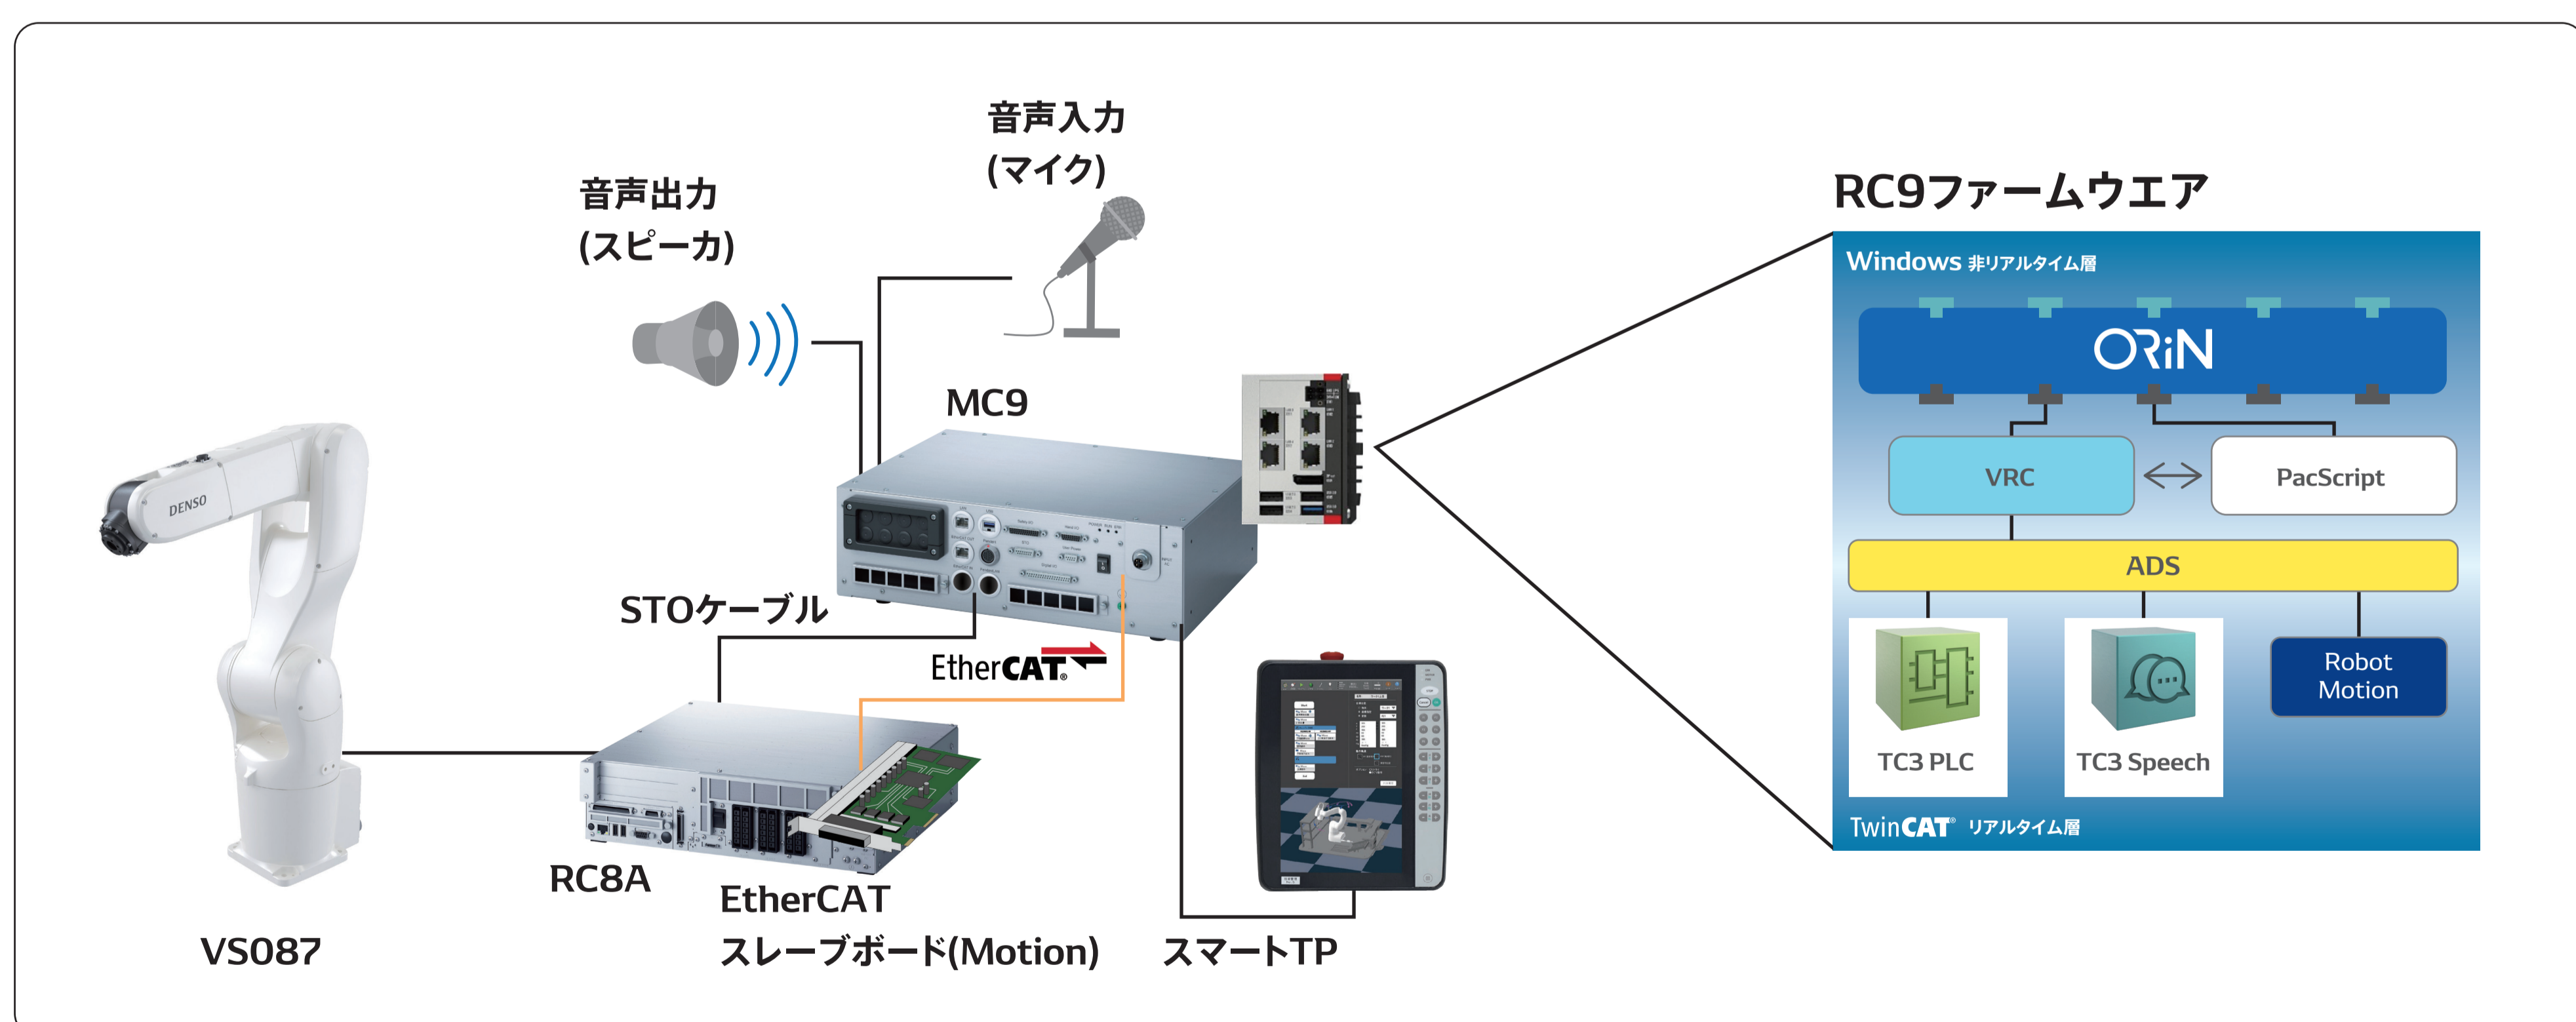 音声入力
(マイク)
音声出力
(スピーカ)
MC9
DENSO
STOケーブル
EtherCAT®
RC8A
EtherCAT
スレーブボード(Motion)
VS087
スマートTP
RC9ファームウエア
Windows 非リアルタイム層
ORiN
VRC
PacScript
ADS
TC3 PLC
TC3 Speech
Robot
Motion
TwinCAT® リアルタイム層